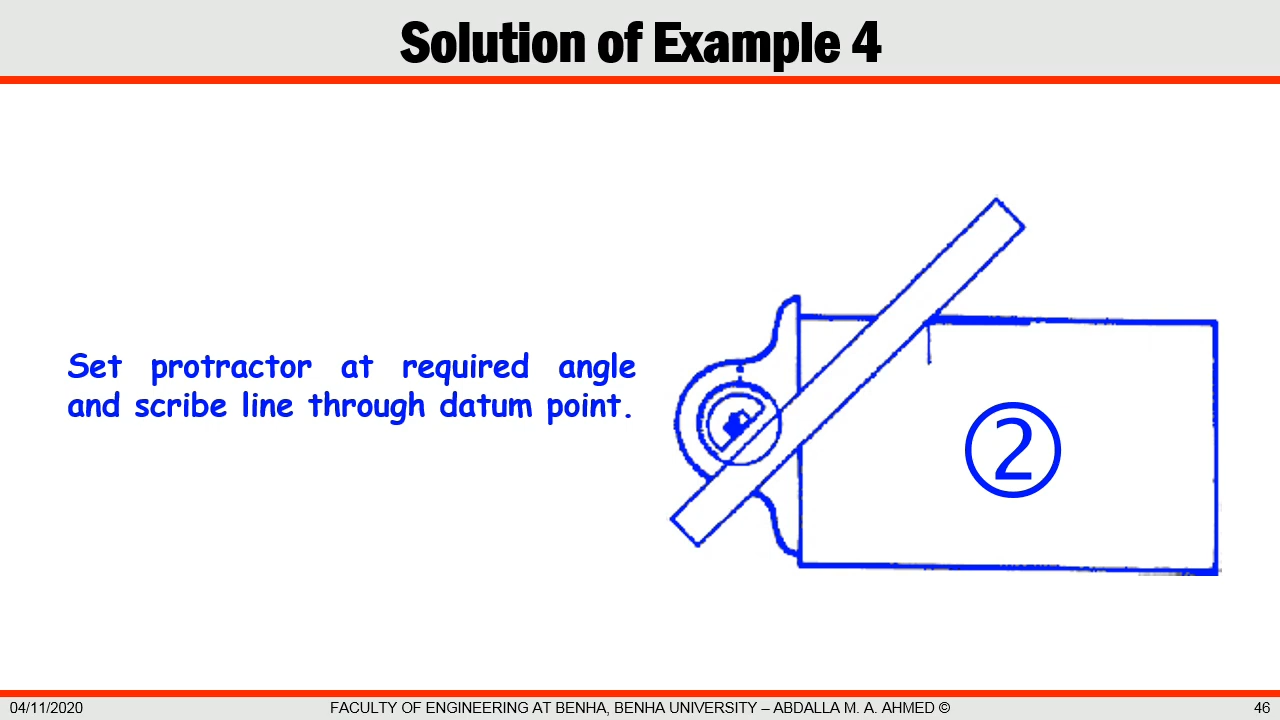 Solution of Example 4
Set protractor at required angle
and scribe line through datum point.
②
04/11/2020
FACULTY OF ENGINEERING AT BENHA, BENHA UNIVERSITY – ABDALLA M. A. AHMED ©
46